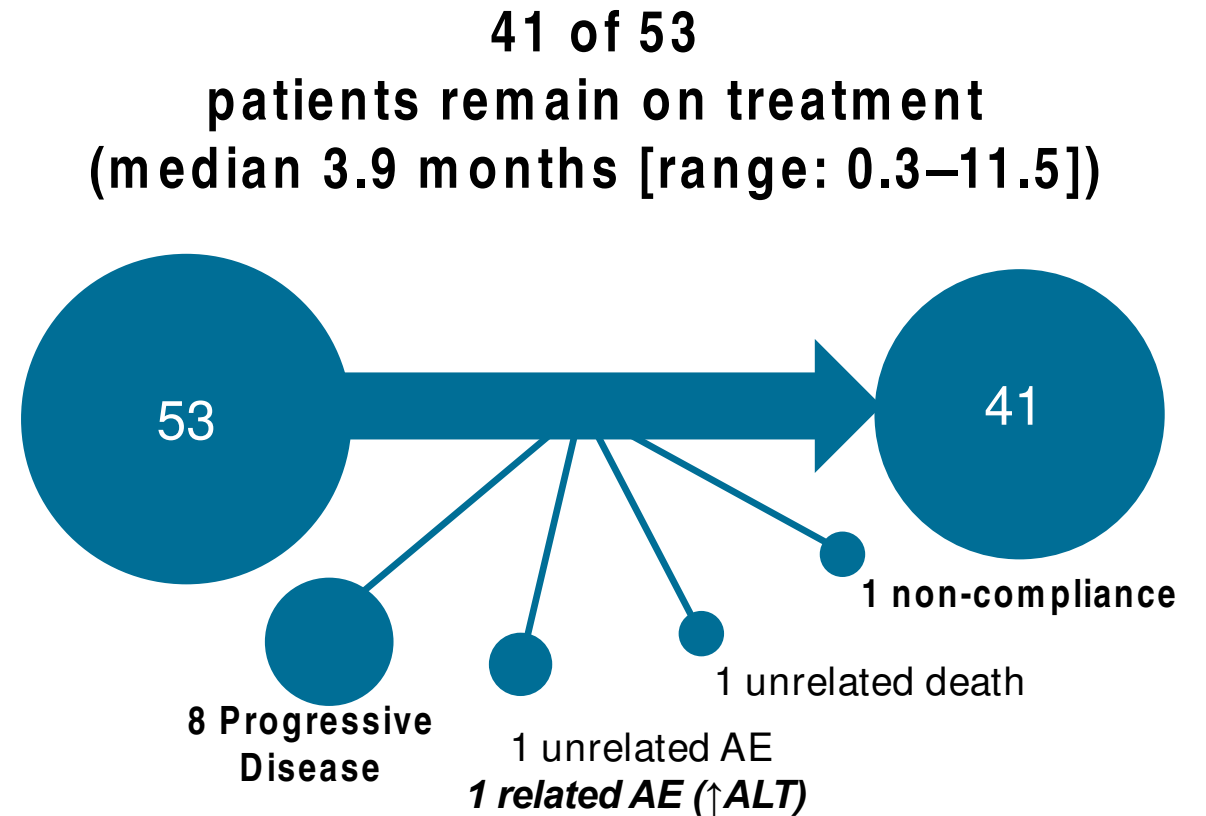 41 of 53
patients remain on treatment
(median 3.9 months [range: 0.3–11.5])
53
41
1 non-compliance
1 unrelated death
8 Progressive
Disease
1 unrelated AE
1 related AE (↑ALT)